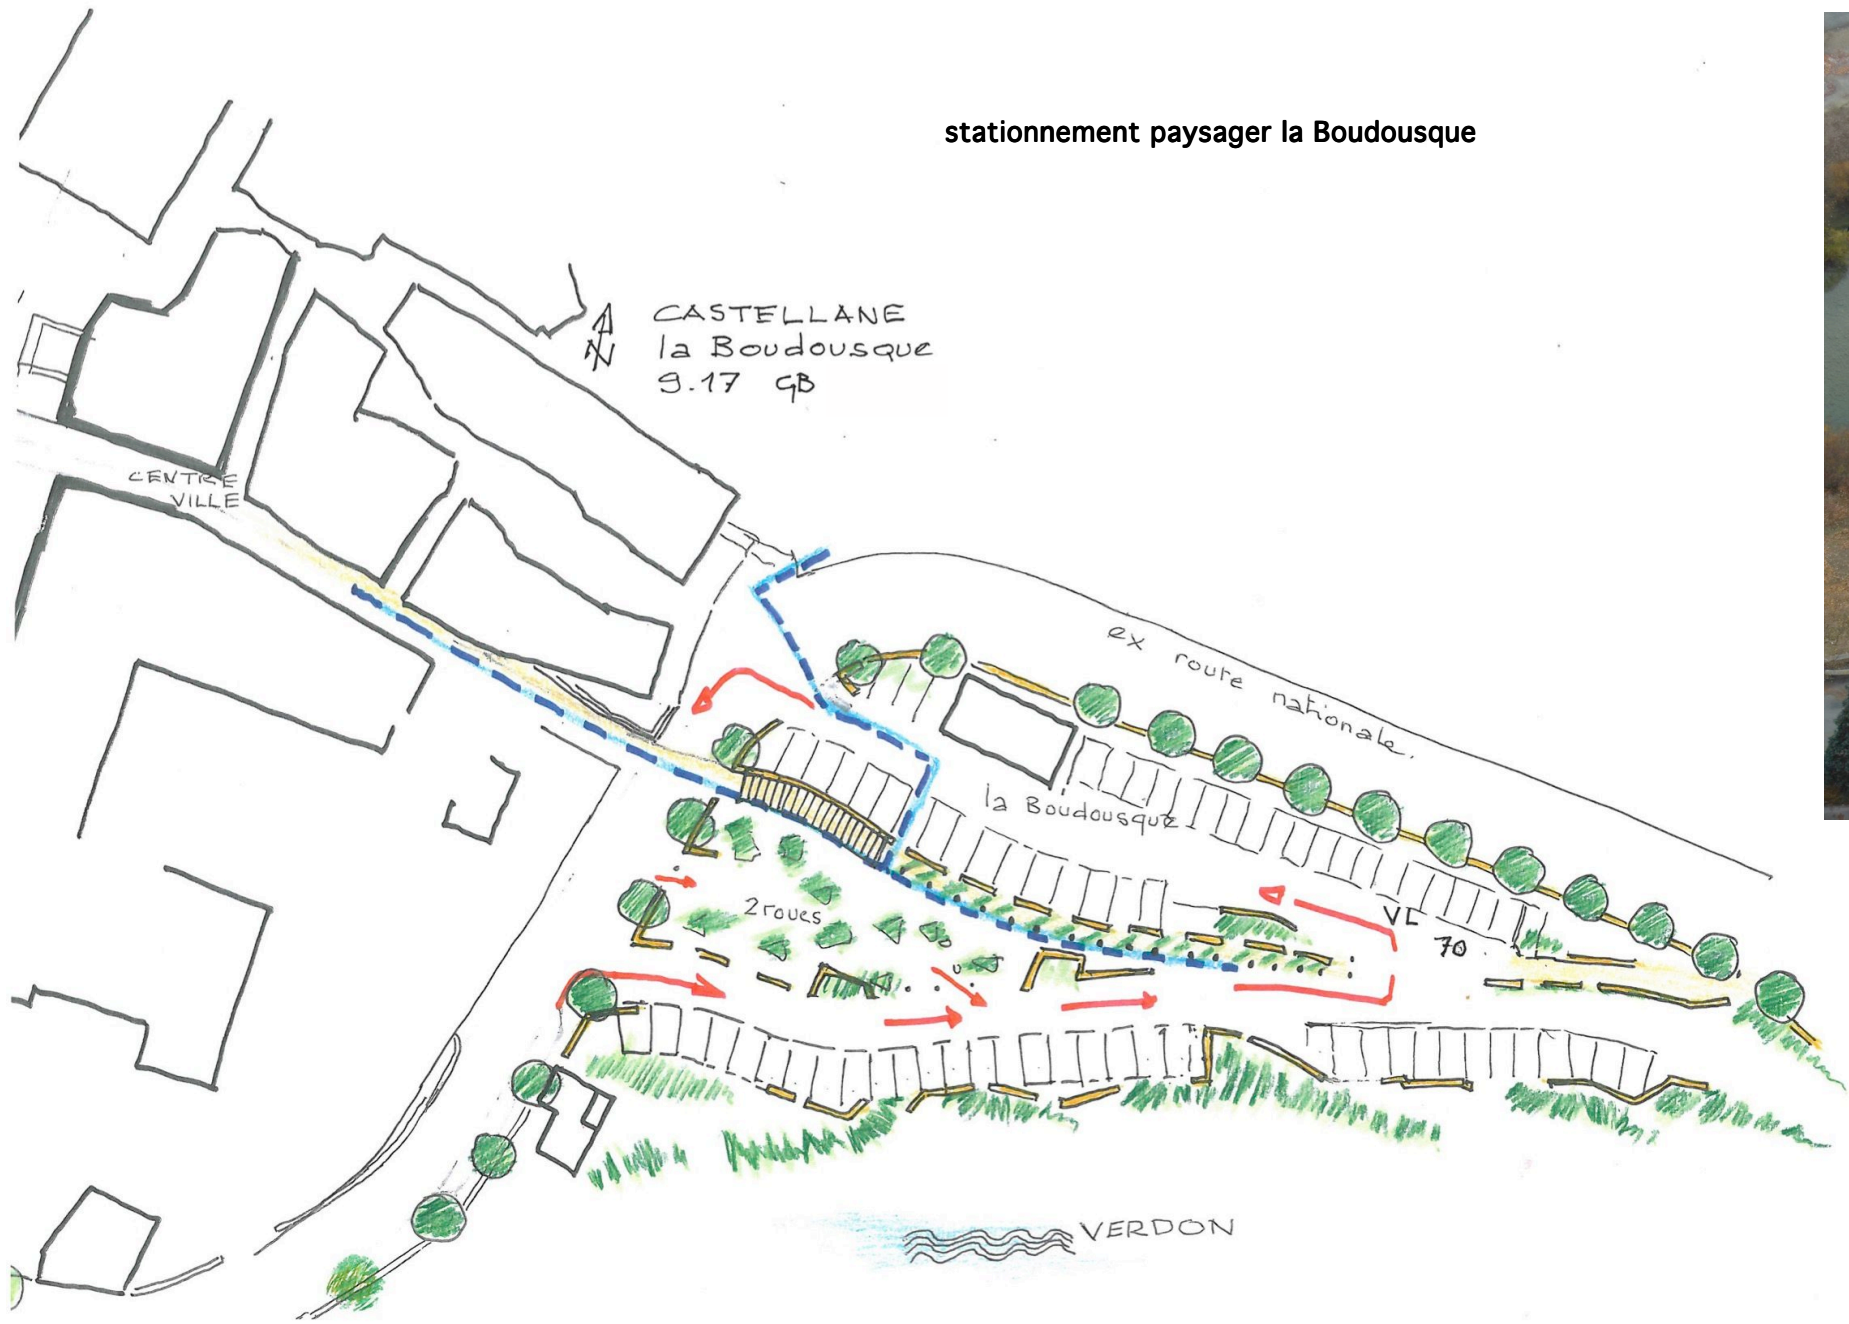 stationnement paysager la Boudousque
CASTELLANE
la Boudousque
9.17 GB
N
CENTRE
VILLE
ex route nationale.
la Boudousque
2 roues
VL
70
VERDON